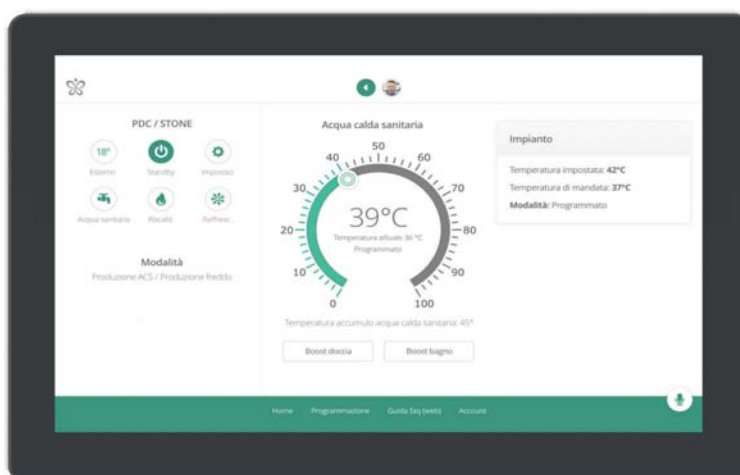 PDC / STONE
18°
Esterno
Standby
Imposta
Acqua sanitaria
Riscald.
Raffresc...
Modalità
Produzione ACS / Produzione freddo
Acqua calda sanitaria
0
10
20
30
40
50
60
70
80
90
100
39°C
Temperatura attuale 36 °C
Programmato
Temperatura accumulo acqua calda sanitaria: 45°
Boost doccia
Boost bagno
Impianto
Temperatura impostata: 42°C
Temperatura di mandata: 37°C
Modalità: Programmato
Home
Programmazione
Guida faq (web)
Account